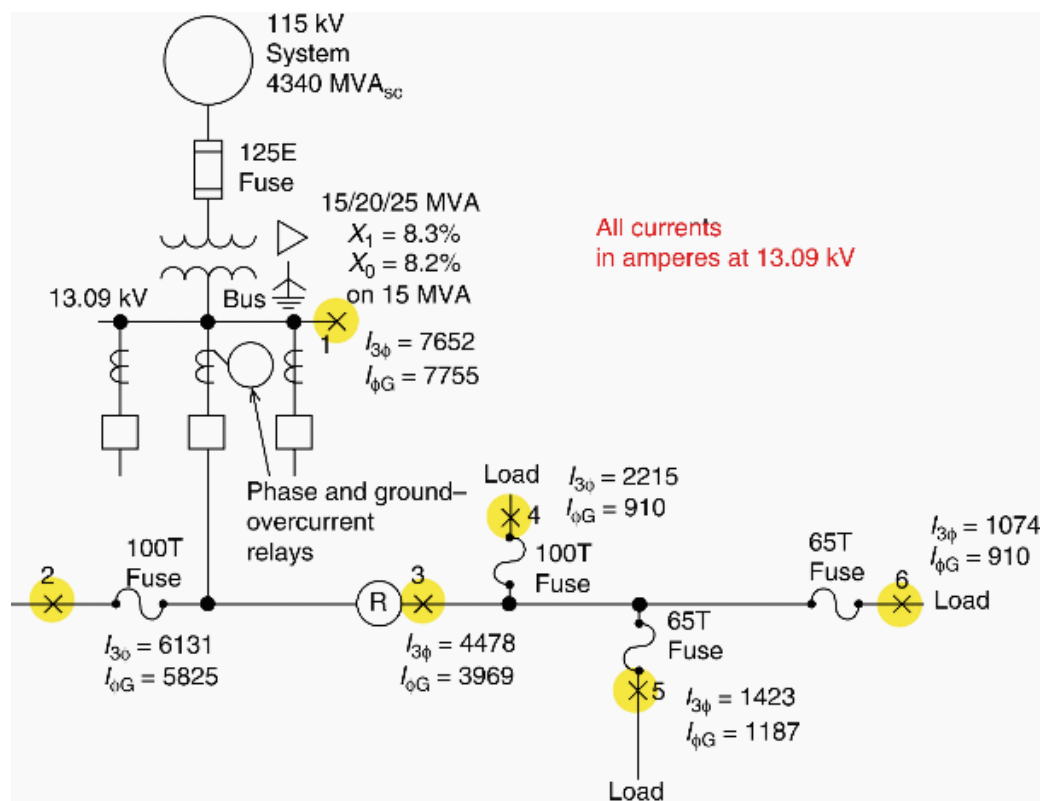 115 kV
System
4340 MVAsc
125E
Fuse
15/20/25 MVA
X1 = 8.3%
X0 = 8.2%
on 15 MVA
All currents
in amperes at 13.09 kV
13.09 kV
Bus
1
I3ϕ = 7652
IϕG = 7755
Phase and ground–
overcurrent
relays
Load
4
I3ϕ = 2215
IϕG = 910
100T
Fuse
2
100T
Fuse
I3ϕ = 6131
IϕG = 5825
R
3
I3ϕ = 4478
IϕG = 3969
65T
Fuse
5
I3ϕ = 1423
IϕG = 1187
Load
65T
Fuse
6
I3ϕ = 1074
IϕG = 910
Load